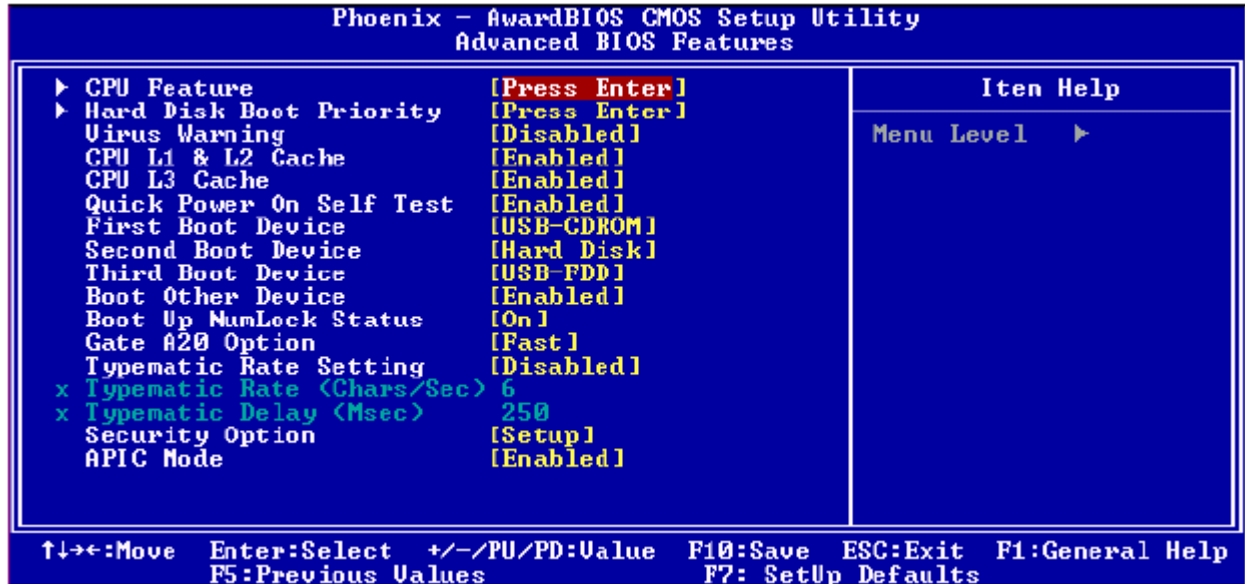 Phoenix - AwardBIOS CMOS Setup Utility
Advanced BIOS Features
▶ CPU Feature [Press Enter]
▶ Hard Disk Boot Priority [Press Enter]
Virus Warning [Disabled]
CPU L1 & L2 Cache [Enabled]
CPU L3 Cache [Enabled]
Quick Power On Self Test [Enabled]
First Boot Device [USB-CDROM]
Second Boot Device [Hard Disk]
Third Boot Device [USB-FDD]
Boot Other Device [Enabled]
Boot Up NumLock Status [On]
Gate A20 Option [Fast]
Typematic Rate Setting [Disabled]
x Typematic Rate (Chars/Sec) 6
x Typematic Delay (Msec) 250
Security Option [Setup]
APIC Mode [Enabled]
Item Help
Menu Level ▶
↑↓→←:Move Enter:Select +/-/PU/PD:Value F10:Save ESC:Exit F1:General Help
F5:Previous Values F7: SetUp Defaults